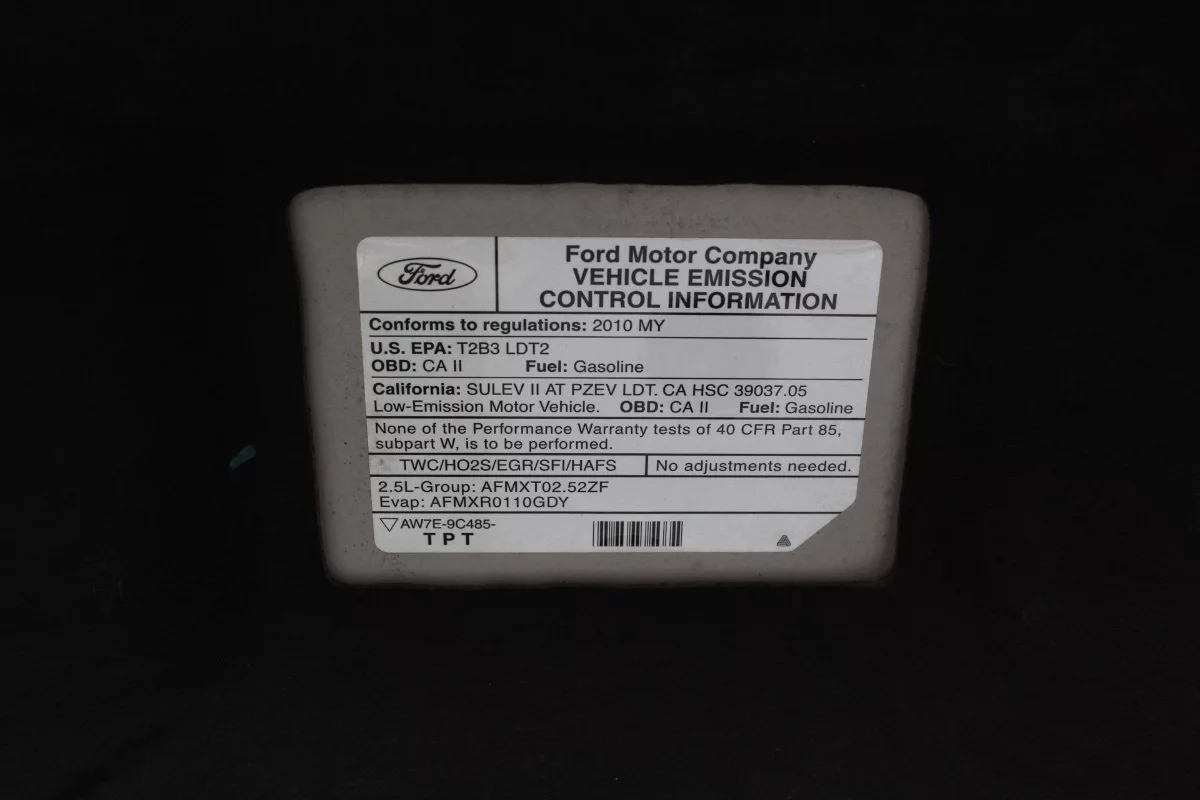 Ford
Ford Motor Company
VEHICLE EMISSION
CONTROL INFORMATION
Conforms to regulations: 2010 MY
U.S. EPA: T2B3 LDT2
OBD: CA II Fuel: Gasoline
California: SULEV II AT PZEV LDT. CA HSC 39037.05
Low-Emission Motor Vehicle. OBD: CA II Fuel: Gasoline
None of the Performance Warranty tests of 40 CFR Part 85,
subpart W, is to be performed.
TWC/HO2S/EGR/SFI/HAFS No adjustments needed.
2.5L-Group: AFMXT02.52ZF
Evap: AFMXR0110GDY
AW7E-9C485-
TPT